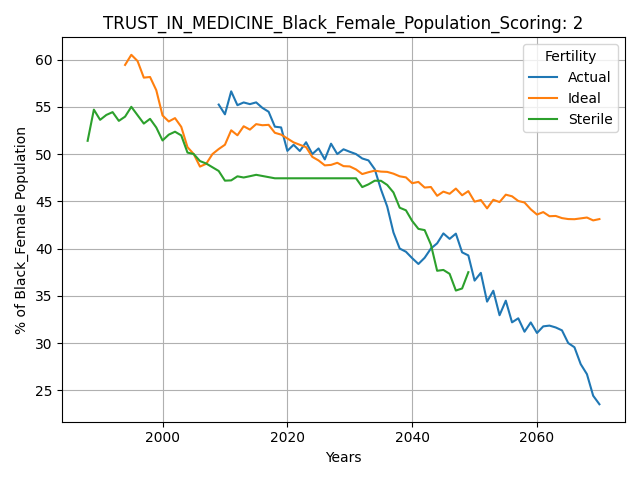 TRUST_IN_MEDICINE_Black_Female_Population_Scoring: 2
Fertility
Actual
Ideal
Sterile
% of Black_Female Population
60
55
50
45
40
35
30
25
2000
2020
2040
2060
Years